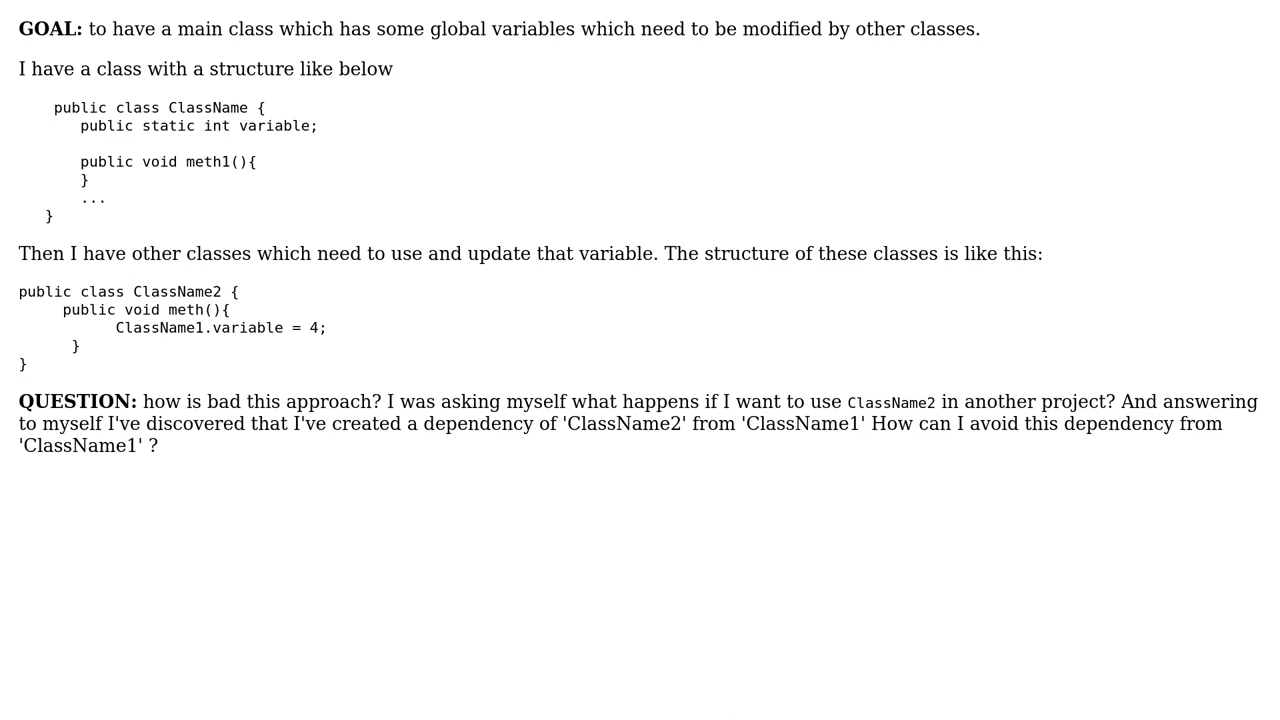 GOAL: to have a main class which has some global variables which need to be modified by other classes.
I have a class with a structure like below
public class ClassName {
public static int variable;
public void meth1(){
}
...
}
Then I have other classes which need to use and update that variable. The structure of these classes is like this:
public class ClassName2 {
public void meth(){
ClassName1.variable = 4;
}
}
QUESTION: how is bad this approach? I was asking myself what happens if I want to use ClassName2 in another project? And answering
to myself I've discovered that I've created a dependency of 'ClassName2' from 'ClassName1' How can I avoid this dependency from
'ClassName1' ?